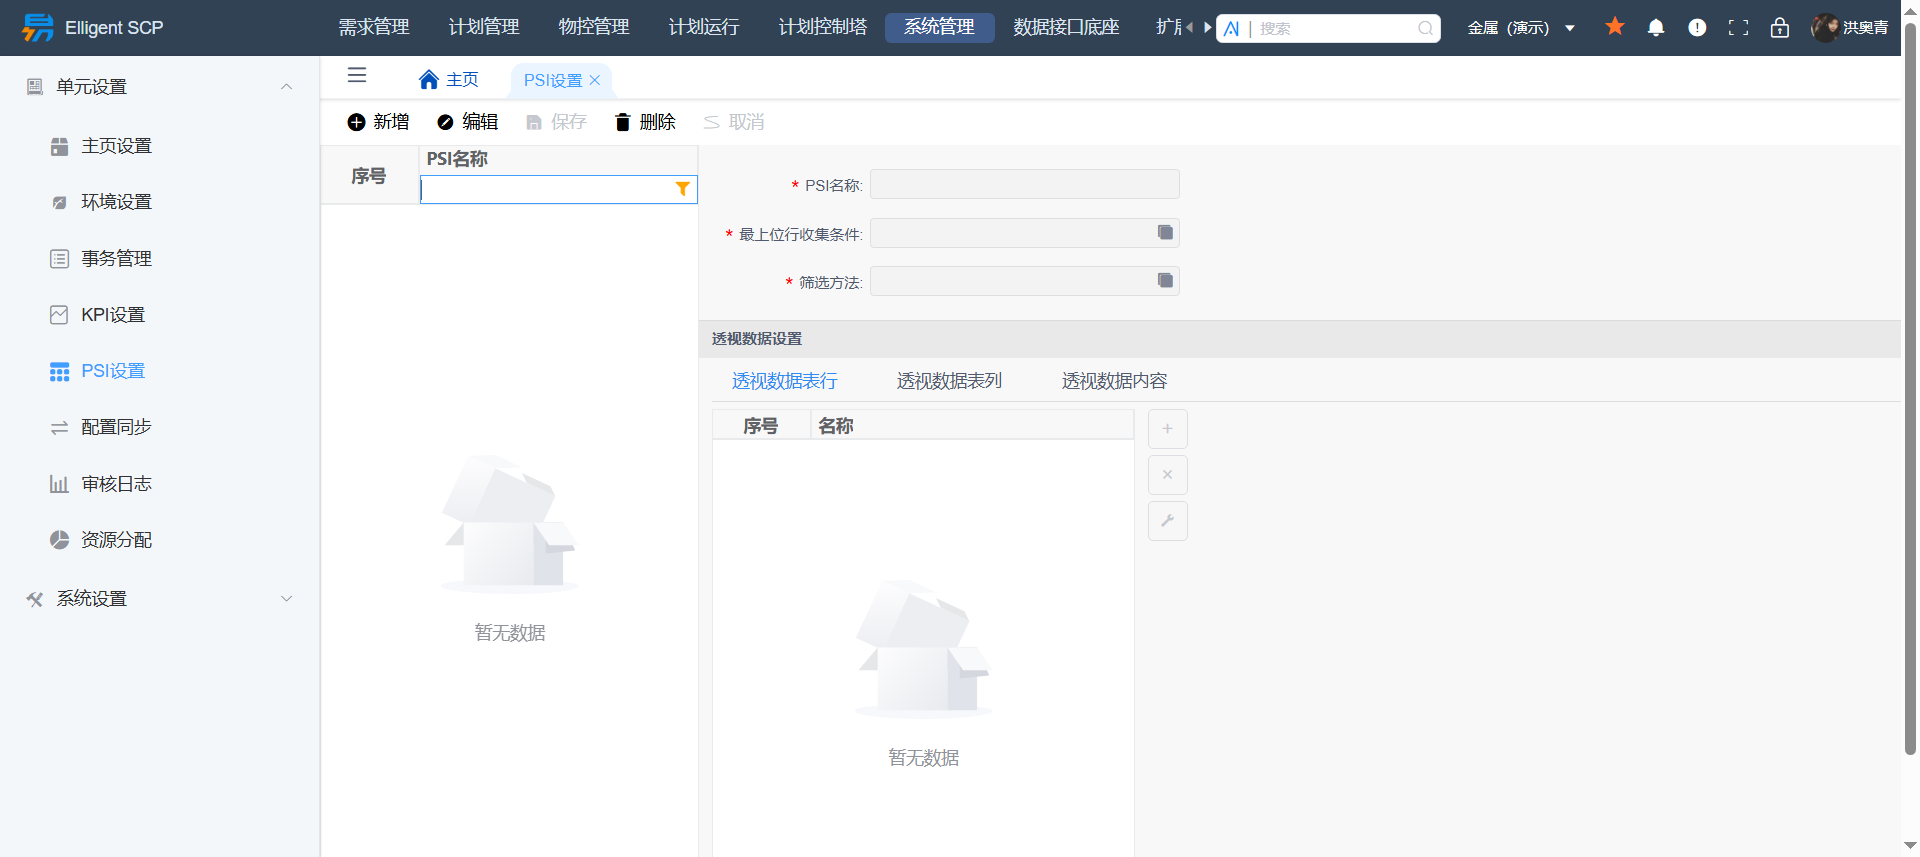 Elligent SCP
需求管理
计划管理
物控管理
计划运行
计划控制塔
系统管理
数据接口底座
AI | 搜索
金属 (演示)
洪奥青
单元设置
主页设置
环境设置
事务管理
KPI设置
PSI设置
配置同步
审核日志
资源分配
系统设置
主页
PSI设置
新增
编辑
保存
删除
取消
序号
PSI名称
暂无数据
* PSI名称:
* 最上位行收集条件:
* 筛选方法:
透视数据设置
透视数据表行
透视数据表列
透视数据内容
序号
名称
暂无数据